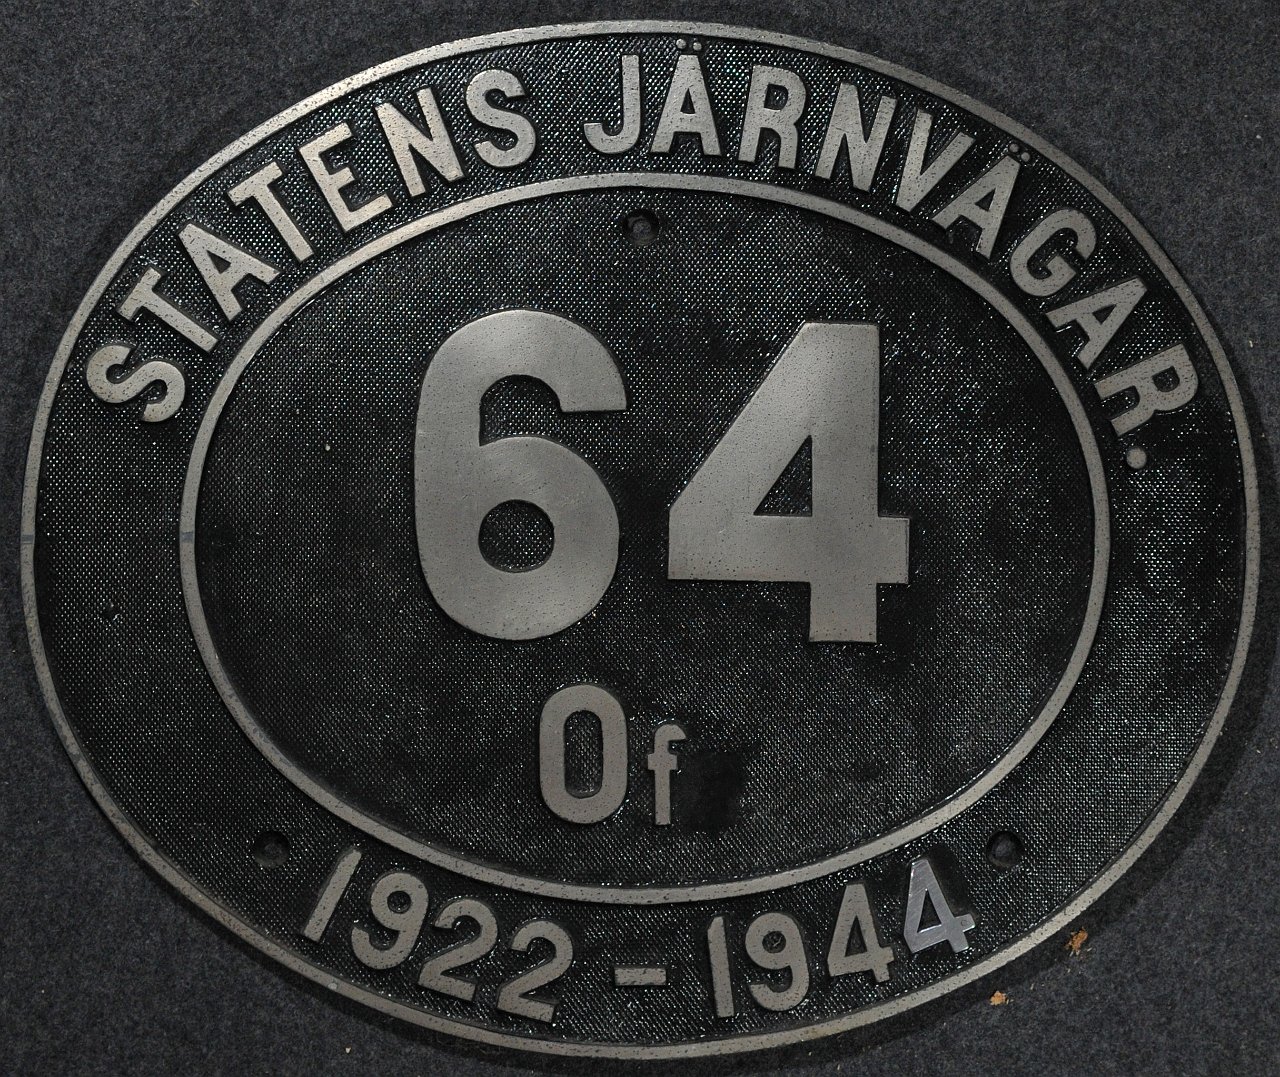 STATENS JÄRNVÄGAR.
64
Of
1922-1944